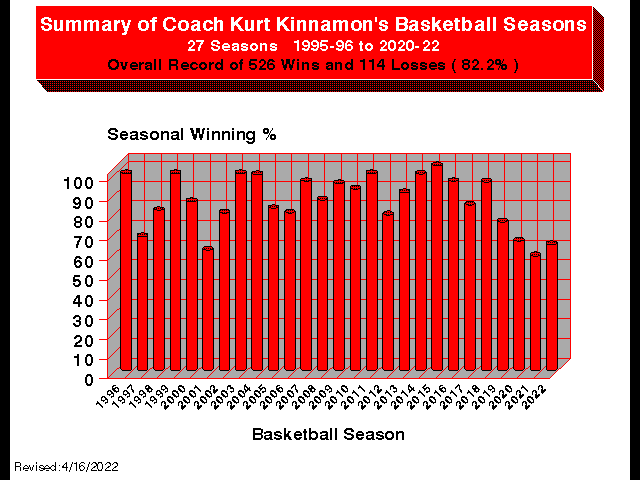 Summary of Coach Kurt Kinnamon's Basketball Seasons
27 Seasons 1995-96 to 2020-22
Overall Record of 526 Wins and 114 Losses ( 82.2% )
Seasonal Winning %
100
90
80
70
60
50
40
30
20
10
0
1996 1997 1998 1999 2000 2001 2002 2003 2004 2005 2006 2007 2008 2009 2010 2011 2012 2013 2014 2015 2016 2017 2018 2019 2020 2021 2022
Basketball Season
Revised:4/16/2022